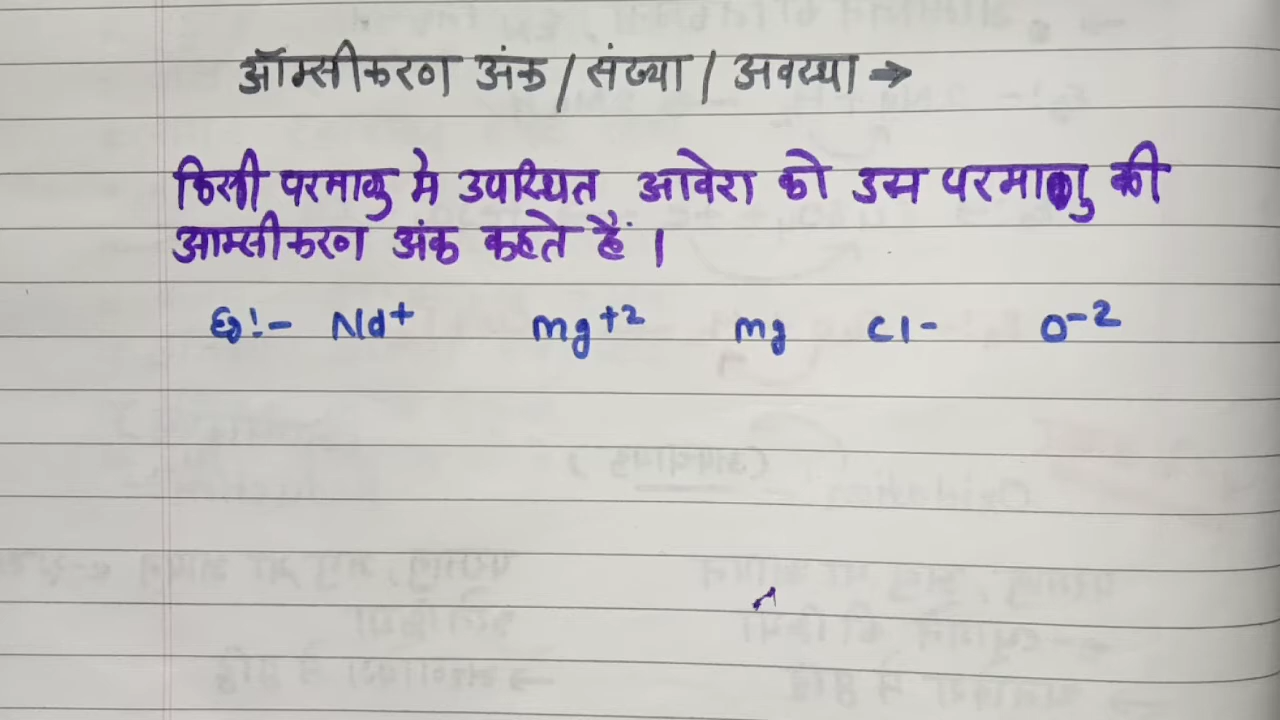 ऑक्सीकरण अंक / संख्या / अवस्था →
किसी परमाणु मे उपस्थित आवेश को उस परमाणु की
आक्सीकरण अंक कहते हैं ।
Eg:- Na+ mg+2 mg Cl- O-2